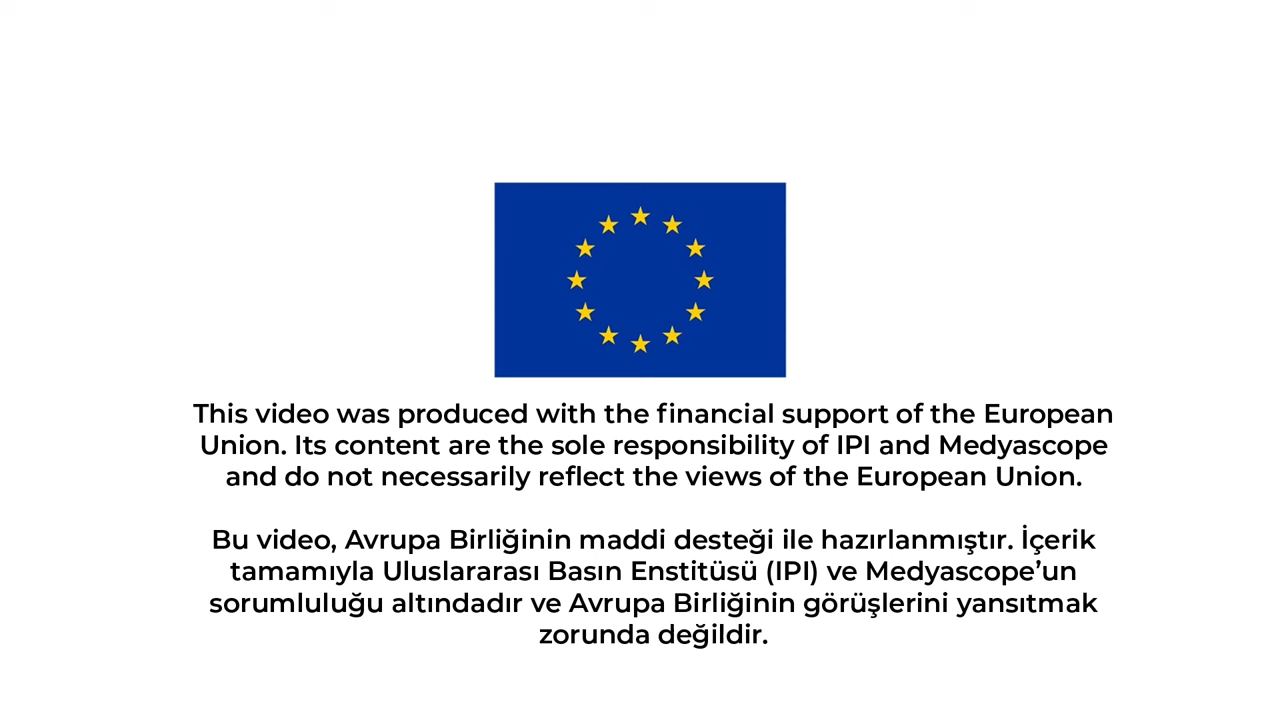 This video was produced with the financial support of the European
Union. Its content are the sole responsibility of IPI and Medyascope
and do not necessarily reflect the views of the European Union.
Bu video, Avrupa Birliğinin maddi desteği ile hazırlanmıştır. İçerik
tamamıyla Uluslararası Basın Enstitüsü (IPI) ve Medyascope’un
sorumluluğu altındadır ve Avrupa Birliğinin görüşlerini yansıtmak
zorunda değildir.